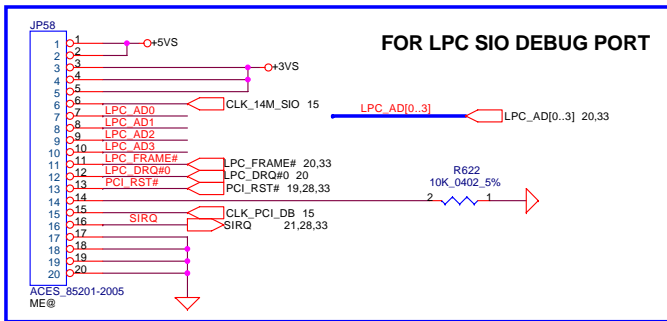 JP58
FOR LPC SIO DEBUG PORT
1 1 +5VS
2 2
3 3 +3VS
4 4
5 5
6 6 CLK_14M_SIO 15
7 7 LPC_AD0
8 8 LPC_AD1
9 9 LPC_AD2
10 10 LPC_AD3
11 11 LPC_FRAME# LPC_FRAME# 20,33
12 12 LPC_DRQ#0 LPC_DRQ#0 20
13 13 PCI_RST# PCI_RST# 19,28,33
14 14
15 15 CLK_PCI_DB 15
16 16 SIRQ SIRQ 21,28,33
17 17
18 18
19 19
20 20
ACES_85201-2005
ME@
LPC_AD[0..3] LPC_AD[0..3] 20,33
R622
10K_0402_5%
2 1